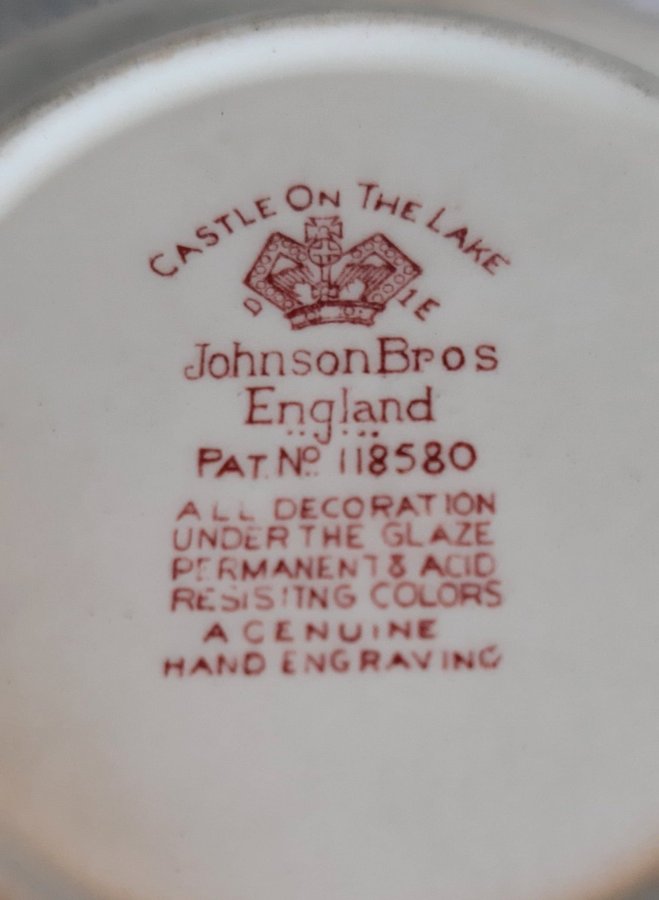 CASTLE ON THE LAKE
D 1E
JohnsonBros
England
PAT. Nº 118580
ALL DECORATION
UNDER THE GLAZE
PERMANENT & ACID
RESISITNG COLORS
A GENUINE
HAND ENGRAVING